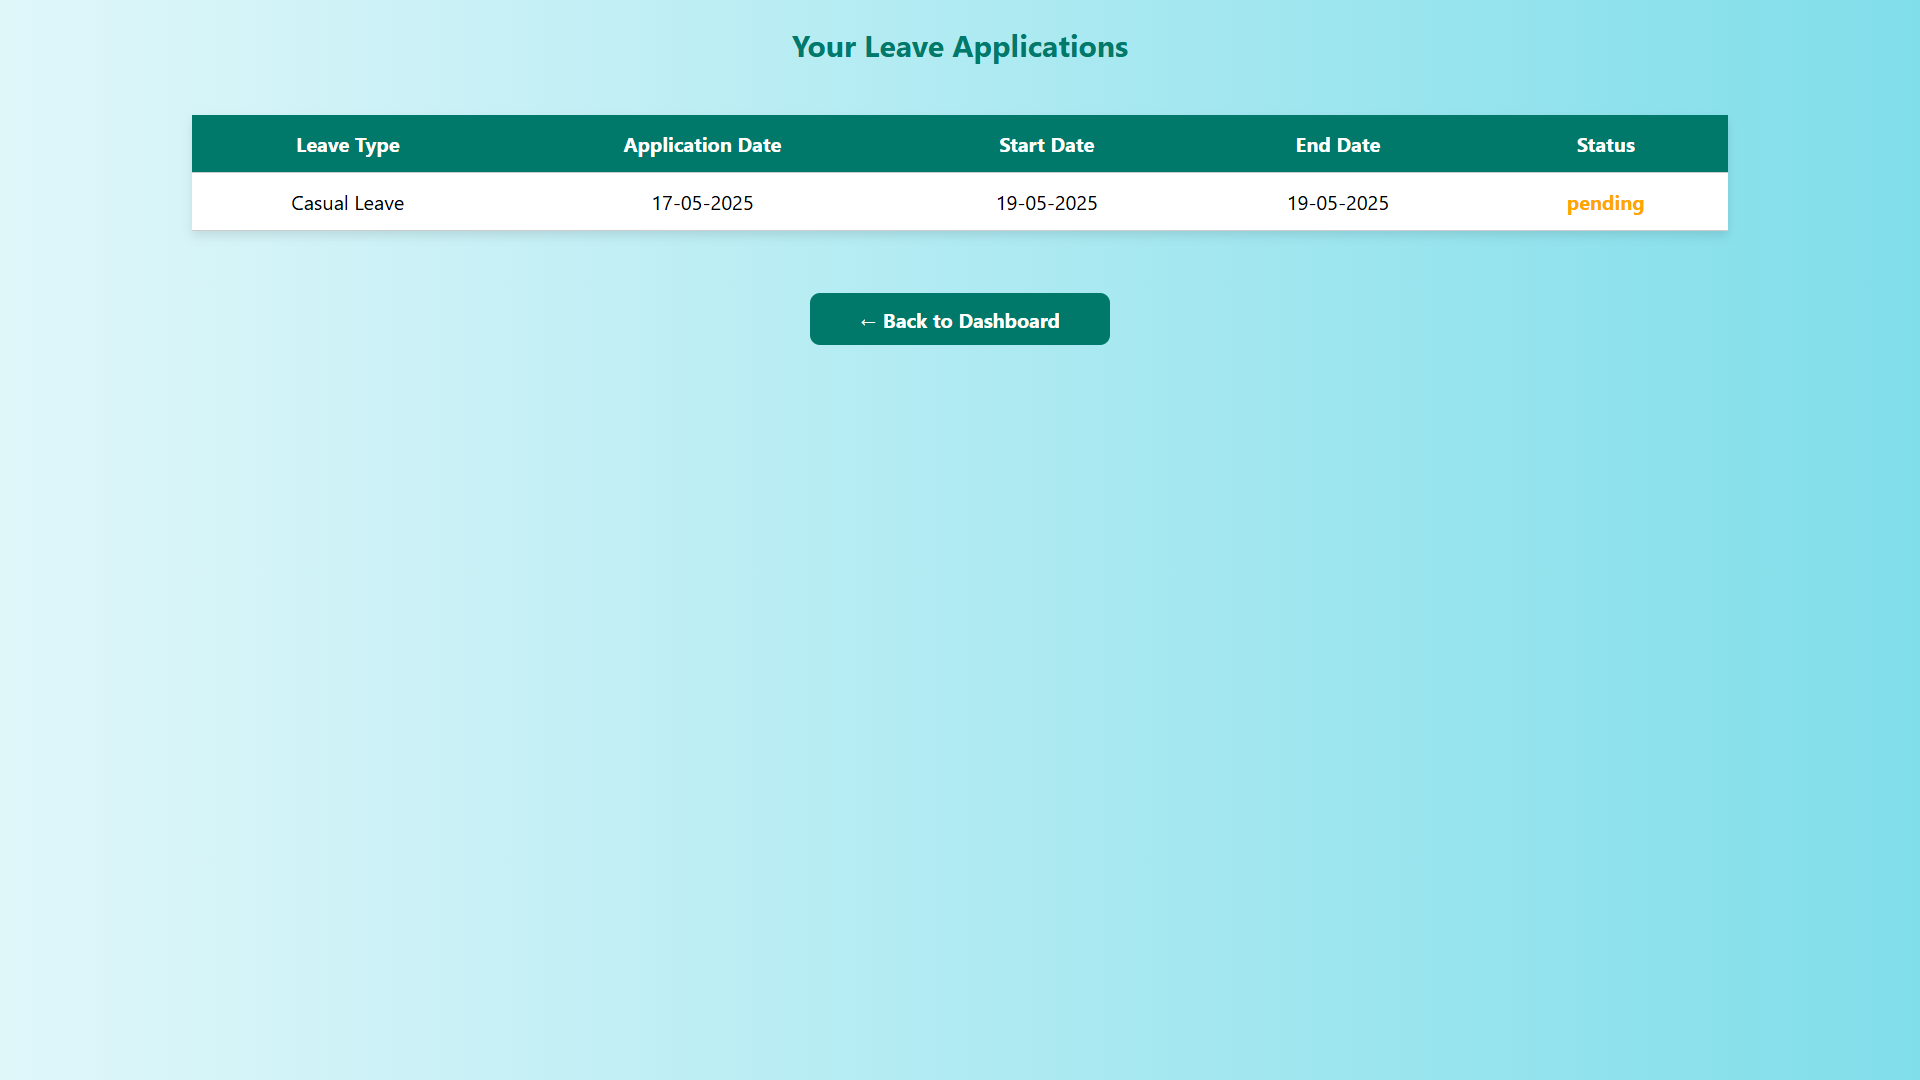 Your Leave Applications
Leave Type Application Date Start Date End Date Status
Casual Leave 17-05-2025 19-05-2025 19-05-2025 pending
← Back to Dashboard